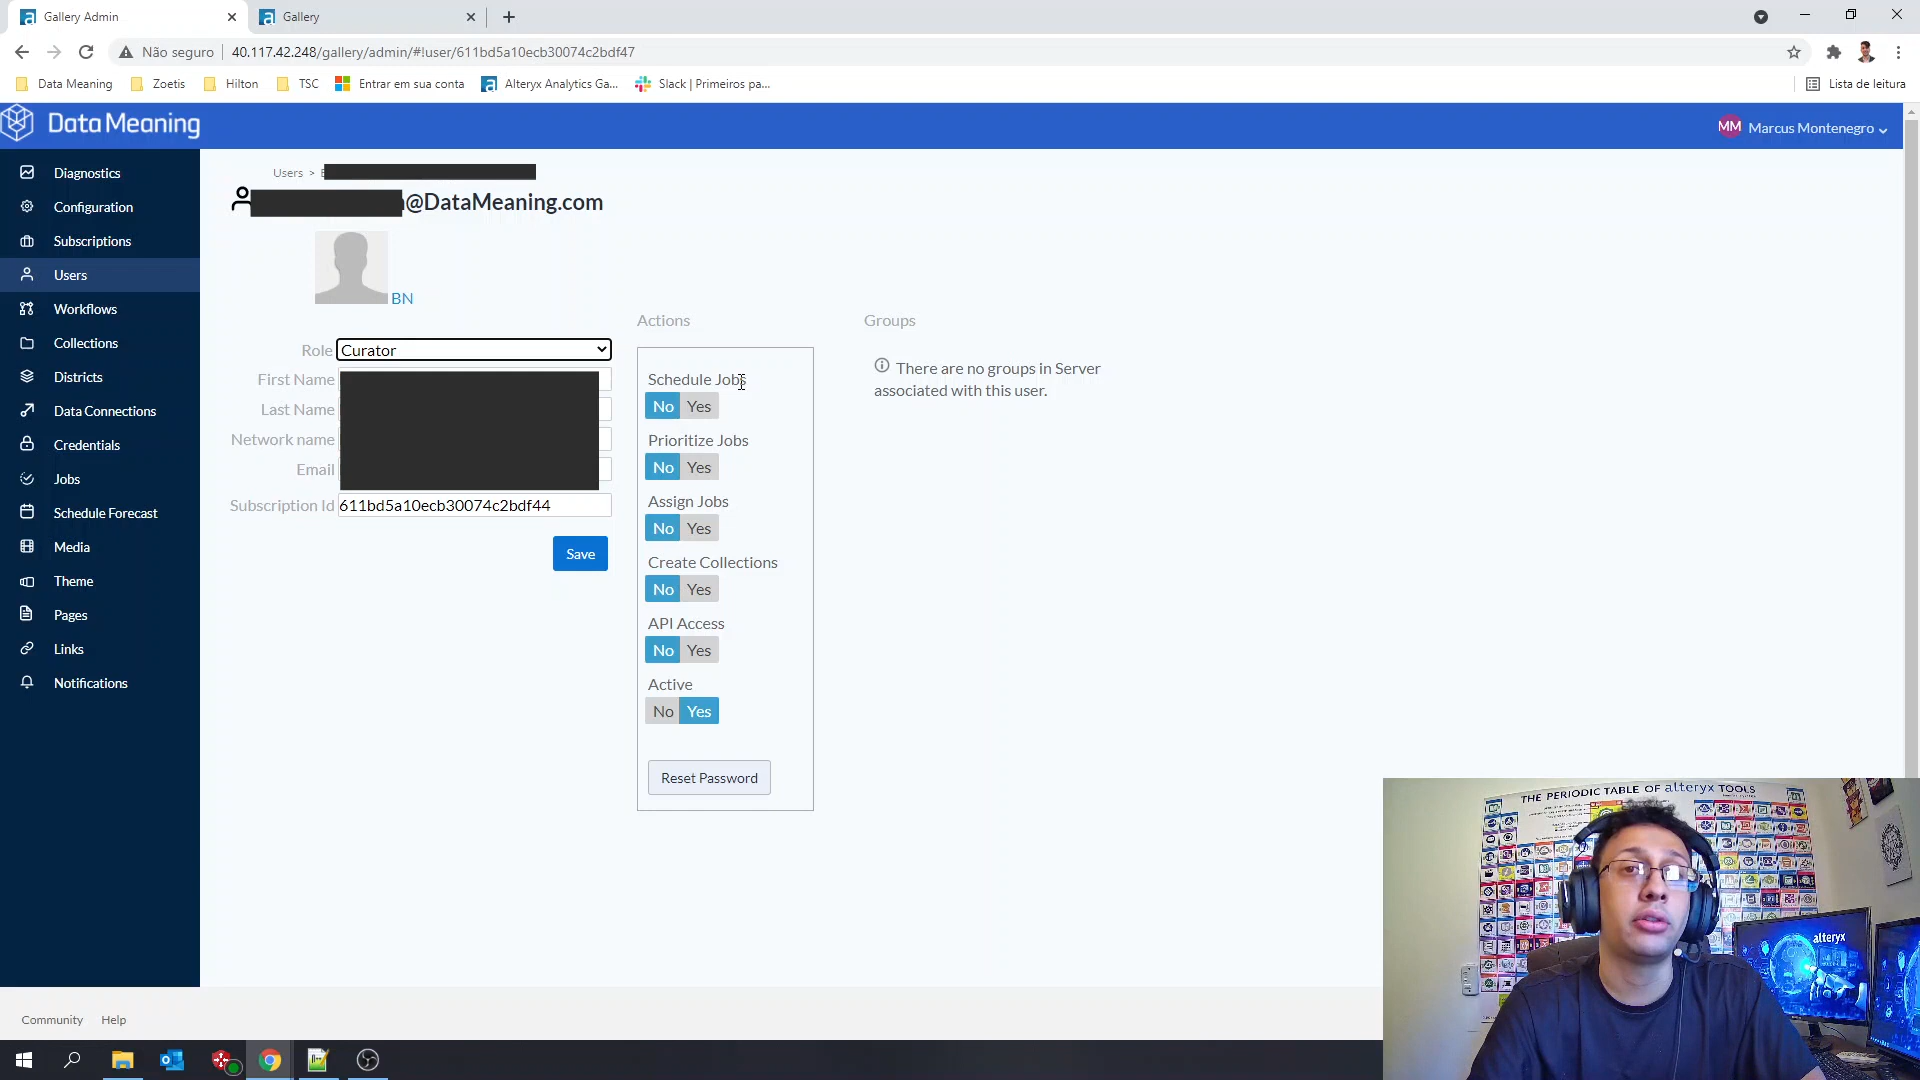 Gallery Admin
Gallery
Não seguro
40.117.42.248/gallery/admin/#!user/611bd5a10ecb30074c2bdf47
Data Meaning
Zoetis
Hilton
TSC
Entrar em sua conta
Alteryx Analytics Ga...
Slack | Primeiros pa...
Lista de leitura
Data Meaning
MM Marcus Montenegro
Diagnostics
Configuration
Subscriptions
Users
Workflows
Collections
Districts
Data Connections
Credentials
Jobs
Schedule Forecast
Media
Theme
Pages
Links
Notifications
Users >
@DataMeaning.com
BN
Role Curator
First Name
Last Name
Network name
Email
Subscription Id 611bd5a10ecb30074c2bdf44
Save
Actions
Schedule Jobs
No Yes
Prioritize Jobs
No Yes
Assign Jobs
No Yes
Create Collections
No Yes
API Access
No Yes
Active
No Yes
Reset Password
Groups
There are no groups in Server
associated with this user.
THE PERIODIC TABLE OF alteryx TOOLS
alteryx
Community
Help